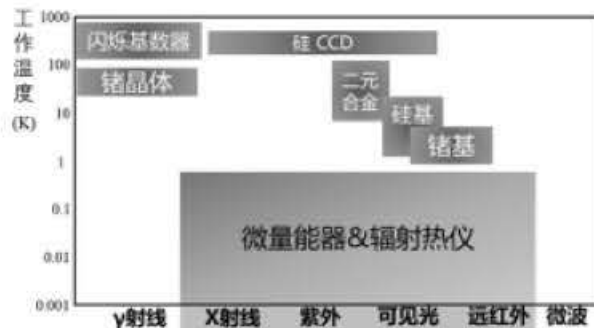 工作温度
(K)
1000
100
10
1
0.1
0.01
0.001
闪烁基数器
硅 CCD
锗晶体
二元
合金
硅基
锗基
微量能器&辐射热仪
γ射线
X射线
紫外
可见光
远红外
微波